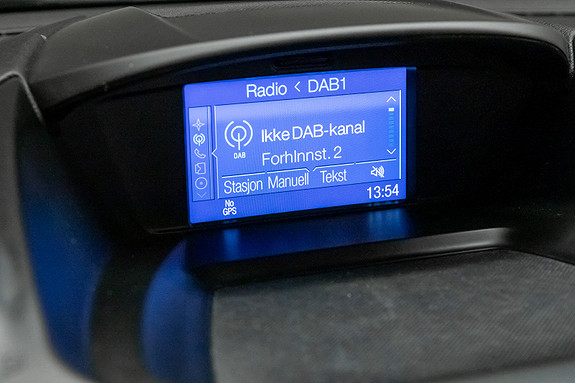 Radio < DAB1
Ikke DAB-kanal
DAB
ForhInnst. 2
Stasjon Manuell Tekst
No
GPS
13:54